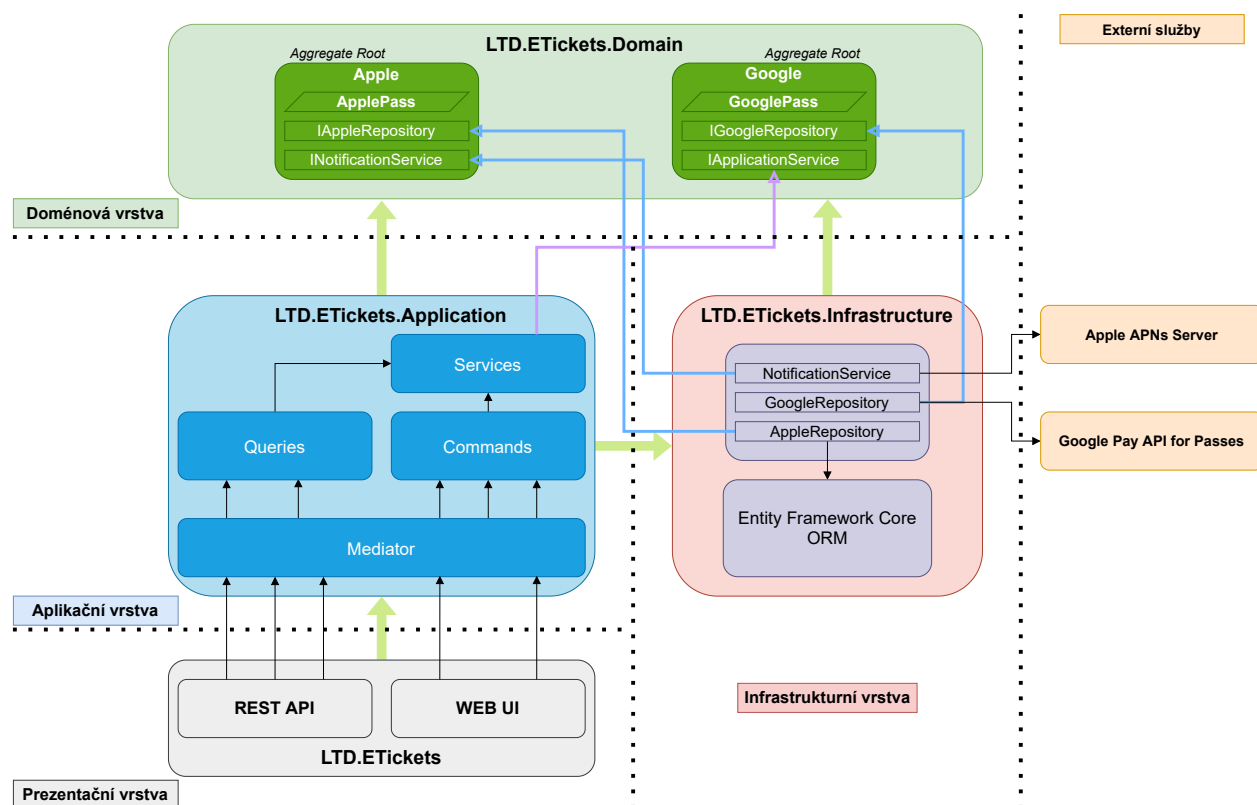 LTD.ETickets.Domain
Externí služby
Aggregate Root
Apple
ApplePass
IAppleRepository
INotificationService
Aggregate Root
Google
GooglePass
IGoogleRepository
IApplicationService
Doménová vrstva
LTD.ETickets.Application
Services
Queries
Commands
Mediator
Aplikační vrstva
LTD.ETickets.Infrastructure
NotificationService
GoogleRepository
AppleRepository
Entity Framework Core
ORM
Apple APNs Server
Google Pay API for Passes
REST API
WEB UI
LTD.ETickets
Infrastrukturní vrstva
Prezentační vrstva